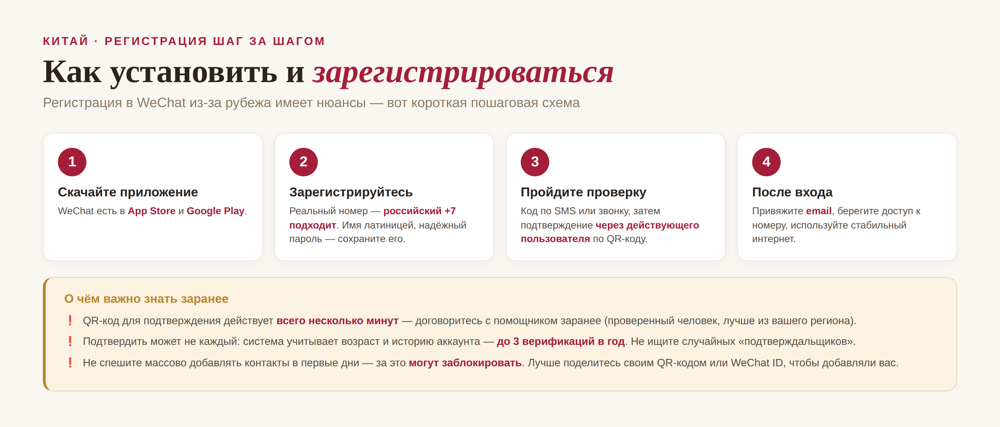 КИТАЙ · РЕГИСТРАЦИЯ ШАГ ЗА ШАГОМ
Как установить и зарегистрироваться
Регистрация в WeChat из-за рубежа имеет нюансы — вот короткая пошаговая схема
1
Скачайте приложение
WeChat есть в App Store и Google Play.
2
Зарегистрируйтесь
Реальный номер — российский +7
подходит. Имя латиницей, надёжный
пароль — сохраните его.
3
Пройдите проверку
Код по SMS или звонку, затем
подтверждение через действующего
пользователя по QR-коду.
4
После входа
Привяжите email, берегите доступ к
номеру, используйте стабильный
интернет.
О чём важно знать заранее
❗ QR-код для подтверждения действует всего несколько минут — договоритесь с помощником заранее (проверенный человек, лучше из вашего региона).
❗ Подтвердить может не каждый: система учитывает возраст и историю аккаунта — до 3 верификаций в год. Не ищите случайных «подтверждальщиков».
❗ Не спешите массово добавлять контакты в первые дни — за это могут заблокировать. Лучше поделитесь своим QR-кодом или WeChat ID, чтобы добавляли вас.